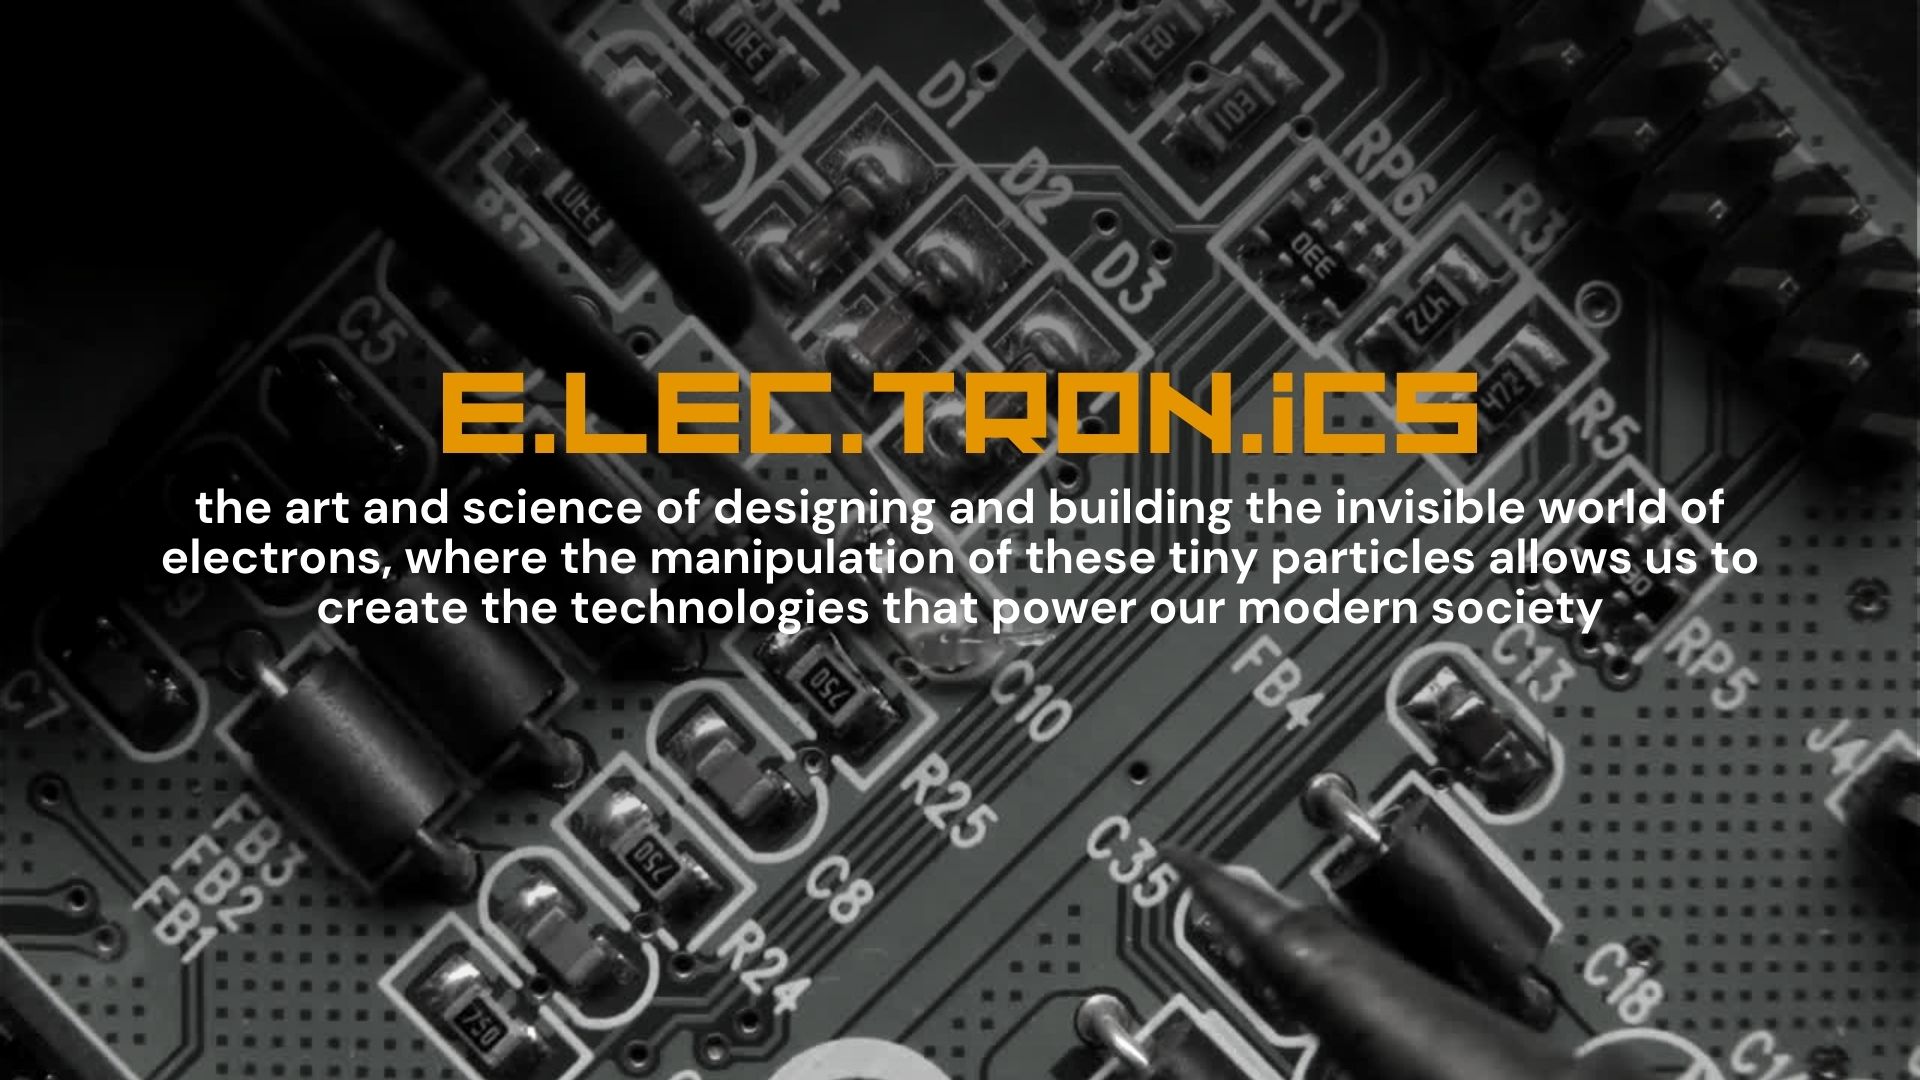 D1
D2
D3
103
RP6
R3
C5
472
472
R5
E.LEC.TRON.iCS
the art and science of designing and building the invisible world of
electrons, where the manipulation of these tiny particles allows us to
create the technologies that power our modern society
C7
750
C10
FB4
C13
RP5
J4
R25
FB3
FB2
FB1
750
C8
C35
R24
C18
750